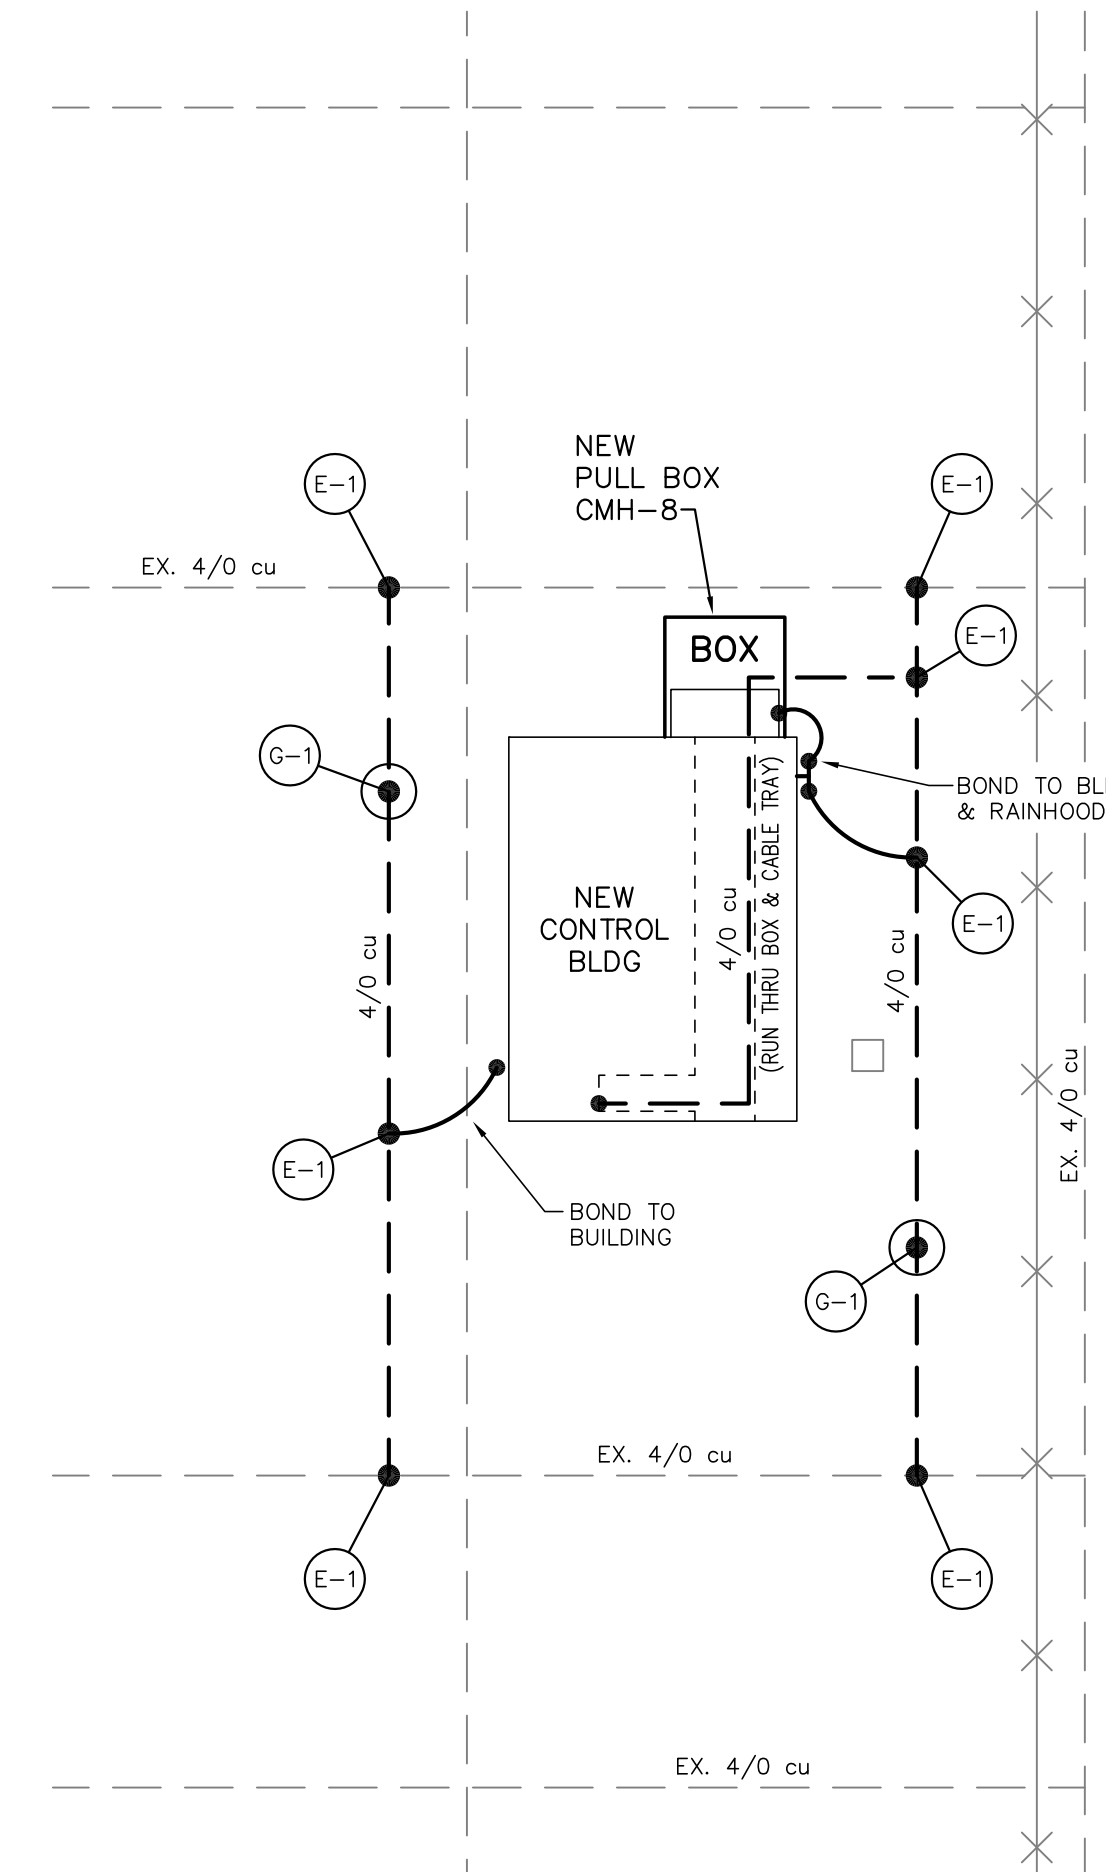 NEW
PULL BOX
CMH-8
E-1
E-1
EX. 4/0 cu
E-1
BOX
G-1
BOND TO BL
& RAINHOOD
(RUN THRU BOX & CABLE TRAY)
4/0 cu
NEW
CONTROL
BLDG
E-1
4/0 cu
4/0 cu
EX. 4/0 cu
E-1
BOND TO
BUILDING
G-1
EX. 4/0 cu
E-1
E-1
EX. 4/0 cu